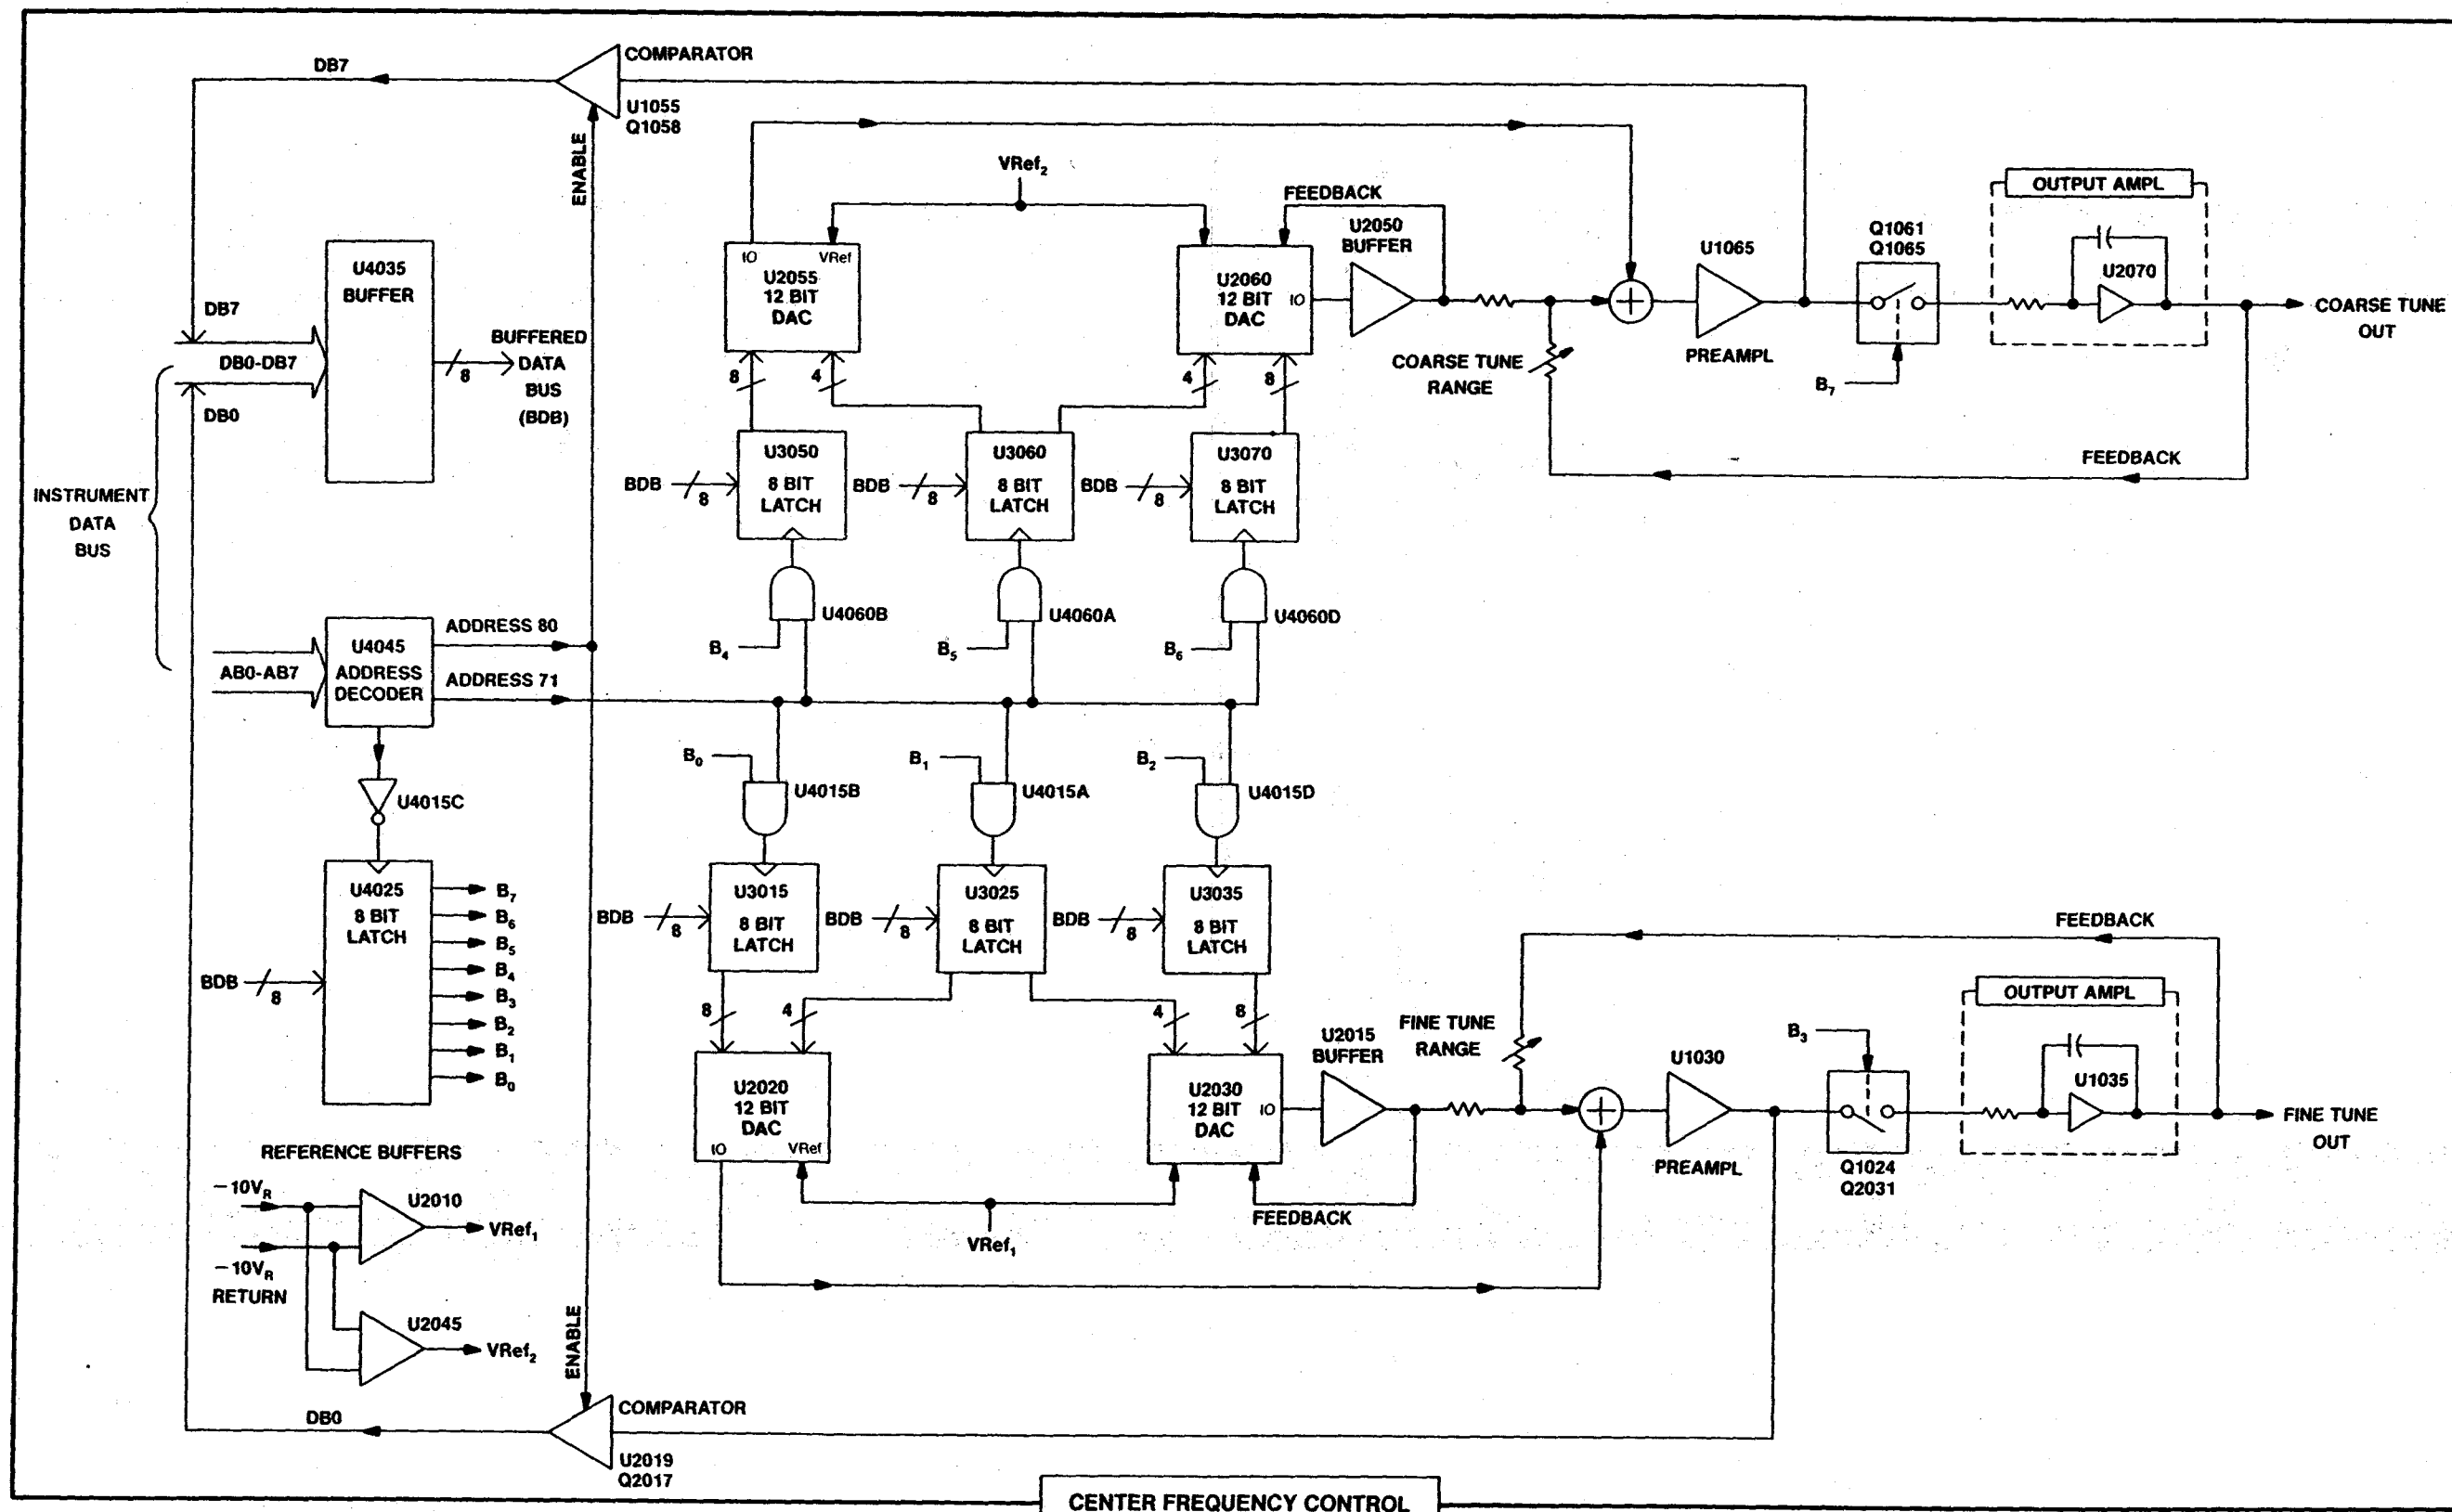 DB7
COMPARATOR
U1055
Q1058
ENABLE
VRef₂
FEEDBACK
U2050
BUFFER
IO
VRef
U2055
12 BIT
DAC
U2060
12 BIT
DAC
IO
U1065
PREAMPL
Q1061
Q1065
B₇
OUTPUT AMPL
U2070
COARSE TUNE
OUT
COARSE TUNE
RANGE
FEEDBACK
U4035
BUFFER
DB7
DB0-DB7
DB0
8
BUFFERED
DATA
BUS
(BDB)
INSTRUMENT
DATA
BUS
8
4
4
8
BDB
8
U3050
8 BIT
LATCH
BDB
8
U3060
8 BIT
LATCH
BDB
8
U3070
8 BIT
LATCH
U4060B
U4060A
U4060D
B₄
B₅
B₆
AB0-AB7
U4045
ADDRESS
DECODER
ADDRESS 80
ADDRESS 71
B₀
B₁
B₂
U4015B
U4015A
U4015D
U4015C
U4025
8 BIT
LATCH
BDB
8
B₇
B₆
B₅
B₄
B₃
B₂
B₁
B₀
BDB
8
U3015
8 BIT
LATCH
BDB
8
U3025
8 BIT
LATCH
BDB
8
U3035
8 BIT
LATCH
8
4
4
8
U2020
12 BIT
DAC
IO
VRef
U2030
12 BIT
DAC
IO
U2015
BUFFER
FINE TUNE
RANGE
FEEDBACK
U1030
PREAMPL
B₃
Q1024
Q2031
OUTPUT AMPL
U1035
FINE TUNE
OUT
FEEDBACK
VRef₁
REFERENCE BUFFERS
−10VR
U2010
VRef₁
−10VR
RETURN
U2045
VRef₂
ENABLE
DB0
COMPARATOR
U2019
Q2017
CENTER FREQUENCY CONTROL